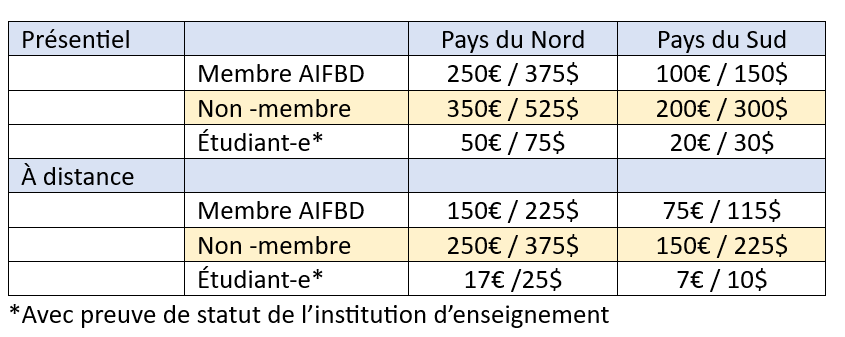 Présentiel Pays du Nord Pays du Sud
Membre AIFBD 250€ / 375$ 100€ / 150$
Non -membre 350€ / 525$ 200€ / 300$
Étudiant-e* 50€ / 75$ 20€ / 30$
À distance
Membre AIFBD 150€ / 225$ 75€ / 115$
Non -membre 250€ / 375$ 150€ / 225$
Étudiant-e* 17€ /25$ 7€ / 10$
*Avec preuve de statut de l’institution d’enseignement